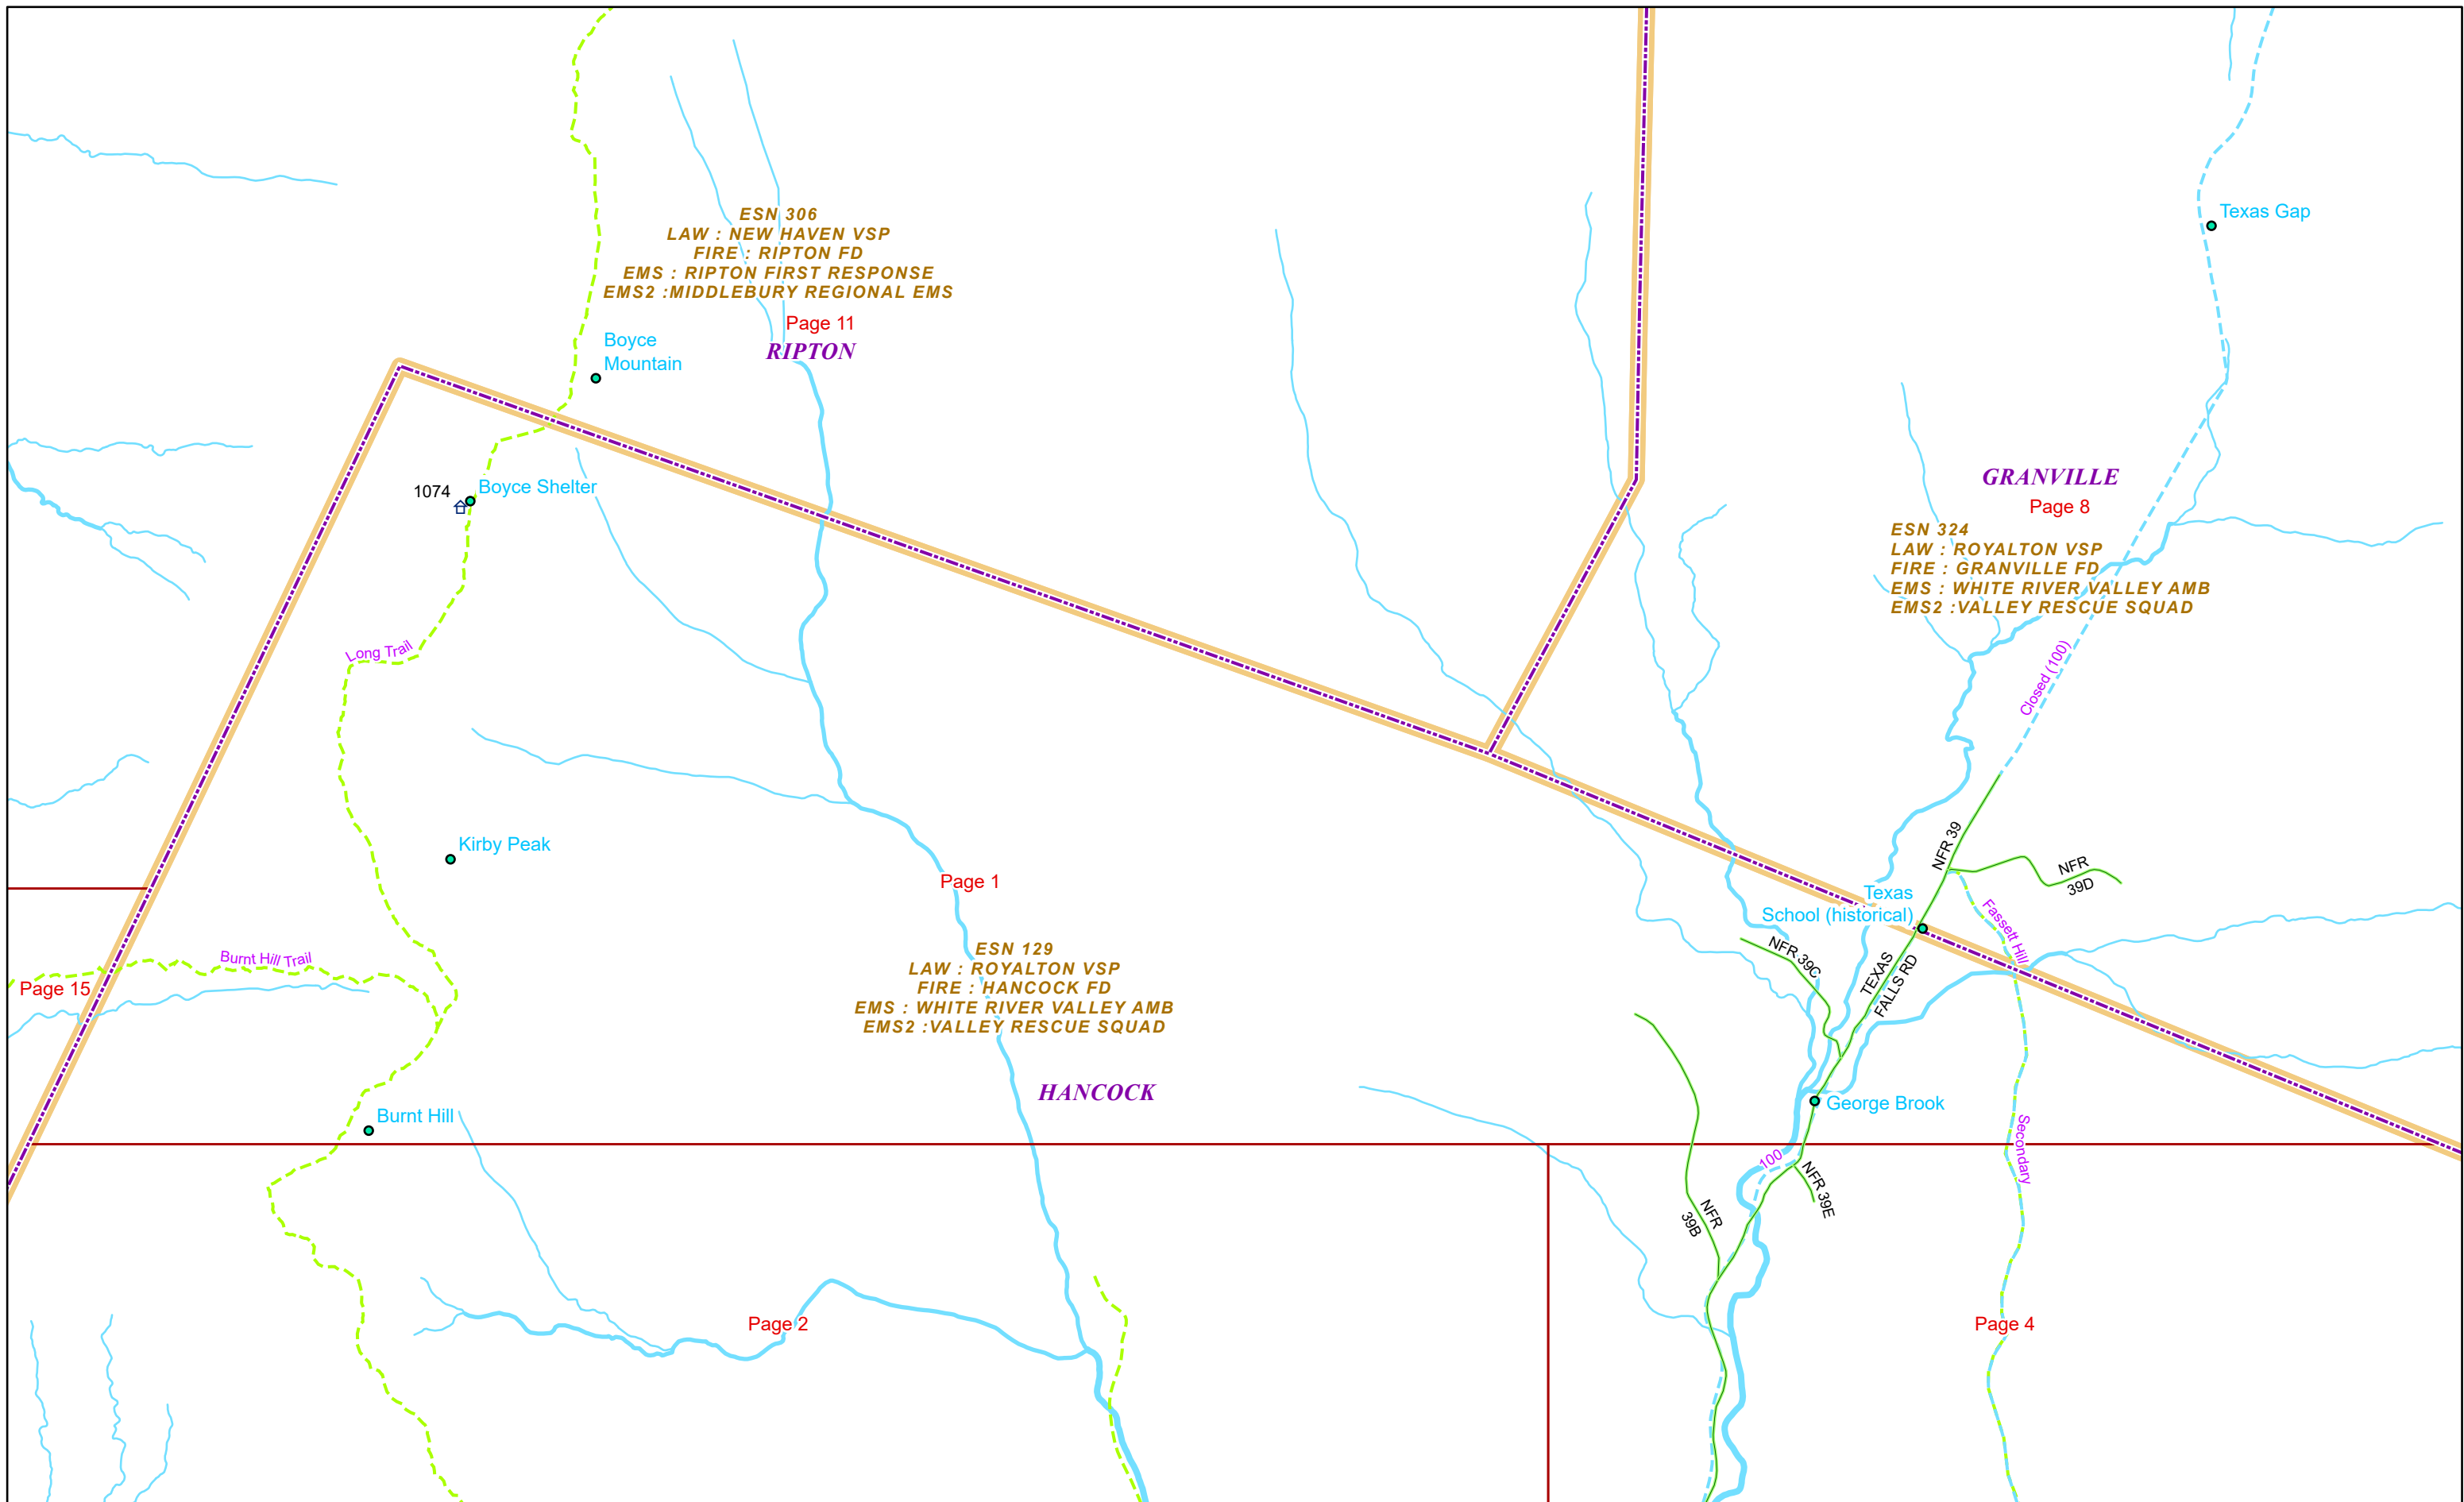 Texas Gap
ESN 306
LAW : NEW HAVEN VSP
FIRE : RIPTON FD
EMS : RIPTON FIRST RESPONSE
EMS2 :MIDDLEBURY REGIONAL EMS
Page 11
RIPTON
Boyce
Mountain
GRANVILLE
Page 8
1074
Boyce Shelter
ESN 324
LAW : ROYALTON VSP
FIRE : GRANVILLE FD
EMS : WHITE RIVER VALLEY AMB
EMS2 :VALLEY RESCUE SQUAD
Long Trail
Closed (100)
Kirby Peak
NFR 39
NFR
39D
Page 1
Texas
School (historical)
Fassett Hill
ESN 129
LAW : ROYALTON VSP
FIRE : HANCOCK FD
EMS : WHITE RIVER VALLEY AMB
EMS2 :VALLEY RESCUE SQUAD
Burnt Hill Trail
Page 15
NFR 39C
TEXAS
FALLS RD
HANCOCK
George Brook
Burnt Hill
Secondary
100
NFR 39E
NFR
39B
Page 2
Page 4